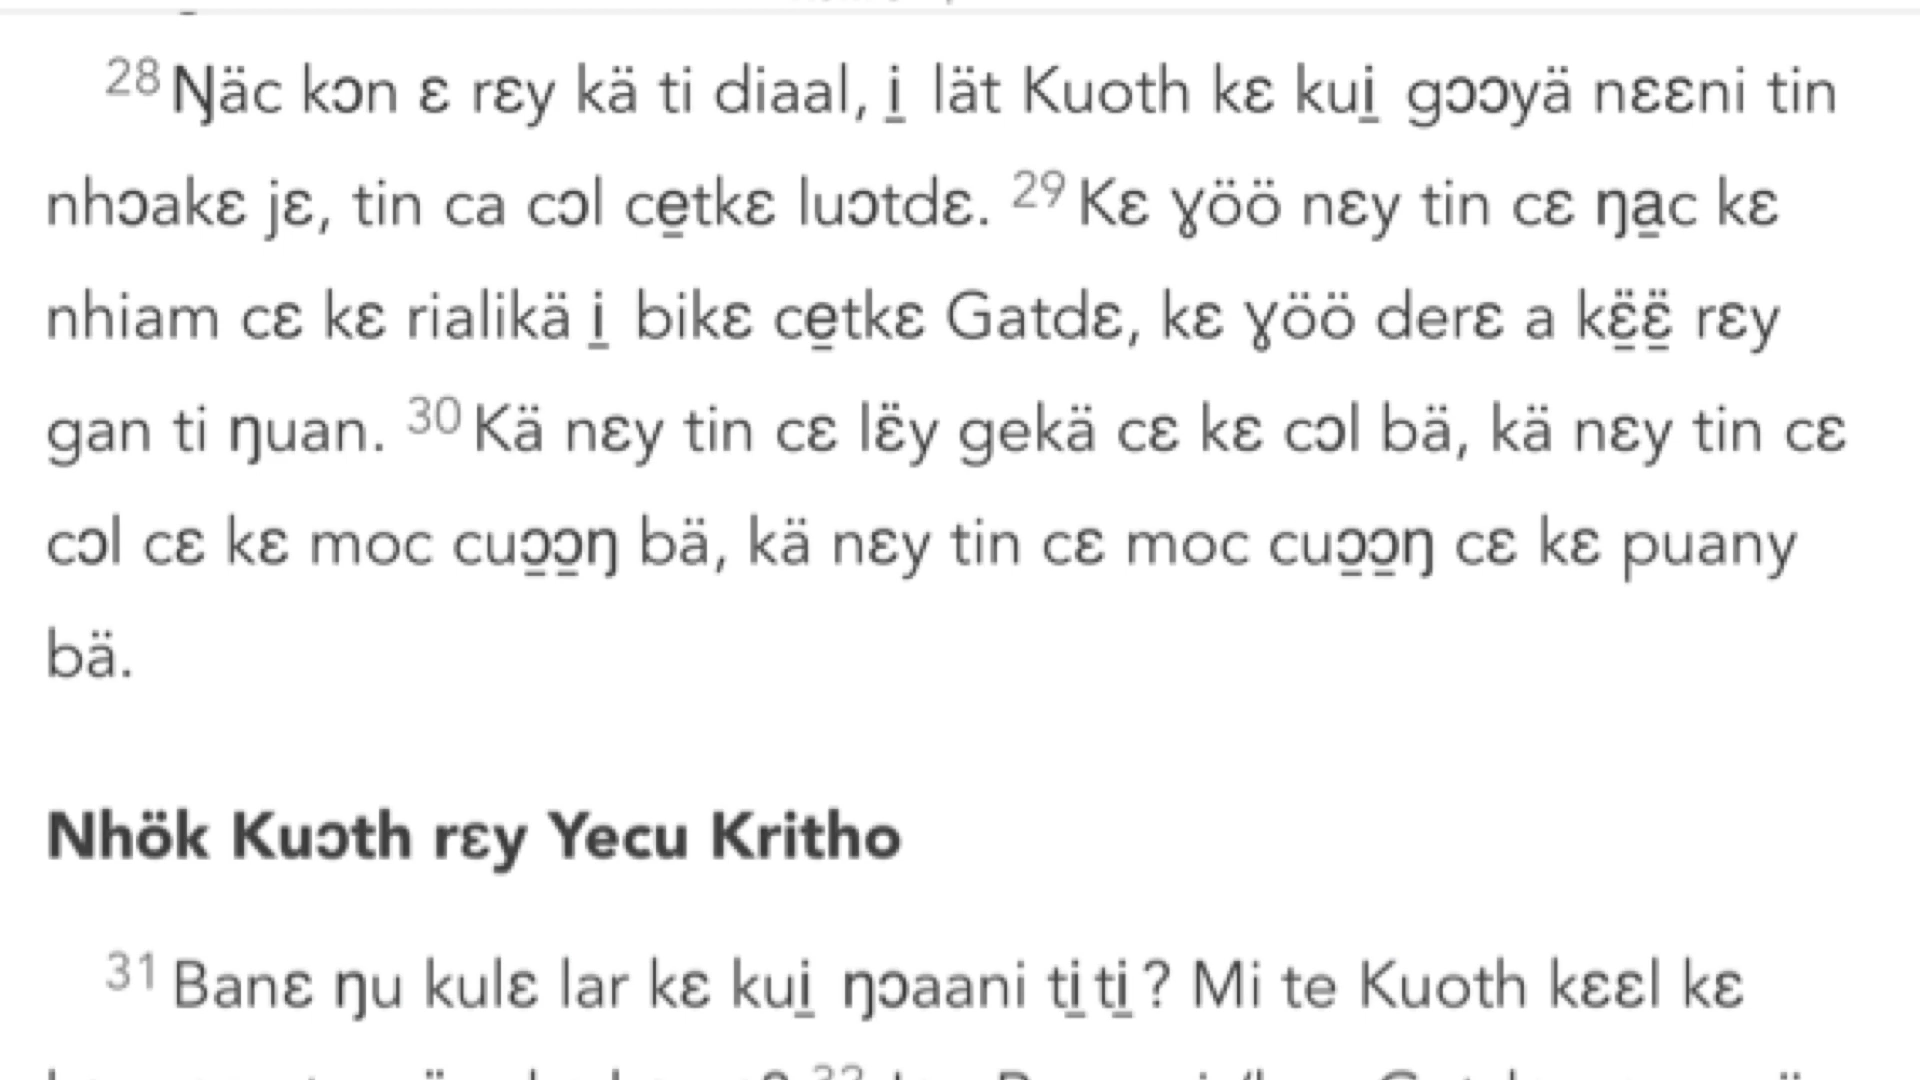 28 Ŋäc kɔn ɛ rɛy kä ti diaal, i̱ lät Kuoth kɛ kui̱ gɔɔyä nɛɛni tin
nhɔakɛ jɛ, tin ca cɔl ce̱tkɛ luɔtdɛ. 29 Kɛ ɣöö nɛy tin cɛ ŋa̱c kɛ
nhiam cɛ kɛ rialikä i̱ bikɛ ce̱tkɛ Gatdɛ, kɛ ɣöö derɛ a kɛ̱̈ɛ̱̈ rɛy
gan ti ŋuan. 30 Kä nɛy tin cɛ lɛ̈y gekä cɛ kɛ cɔl bä, kä nɛy tin cɛ
cɔl cɛ kɛ moc cuɔ̱ɔ̱ŋ bä, kä nɛy tin cɛ moc cuɔ̱ɔ̱ŋ cɛ kɛ puany
bä.
Nhök Kuɔth rɛy Yecu Kritho
31 Banɛ ŋu kulɛ lar kɛ kui̱ ŋɔaani ti̱ti̱? Mi te Kuoth kɛɛl kɛ